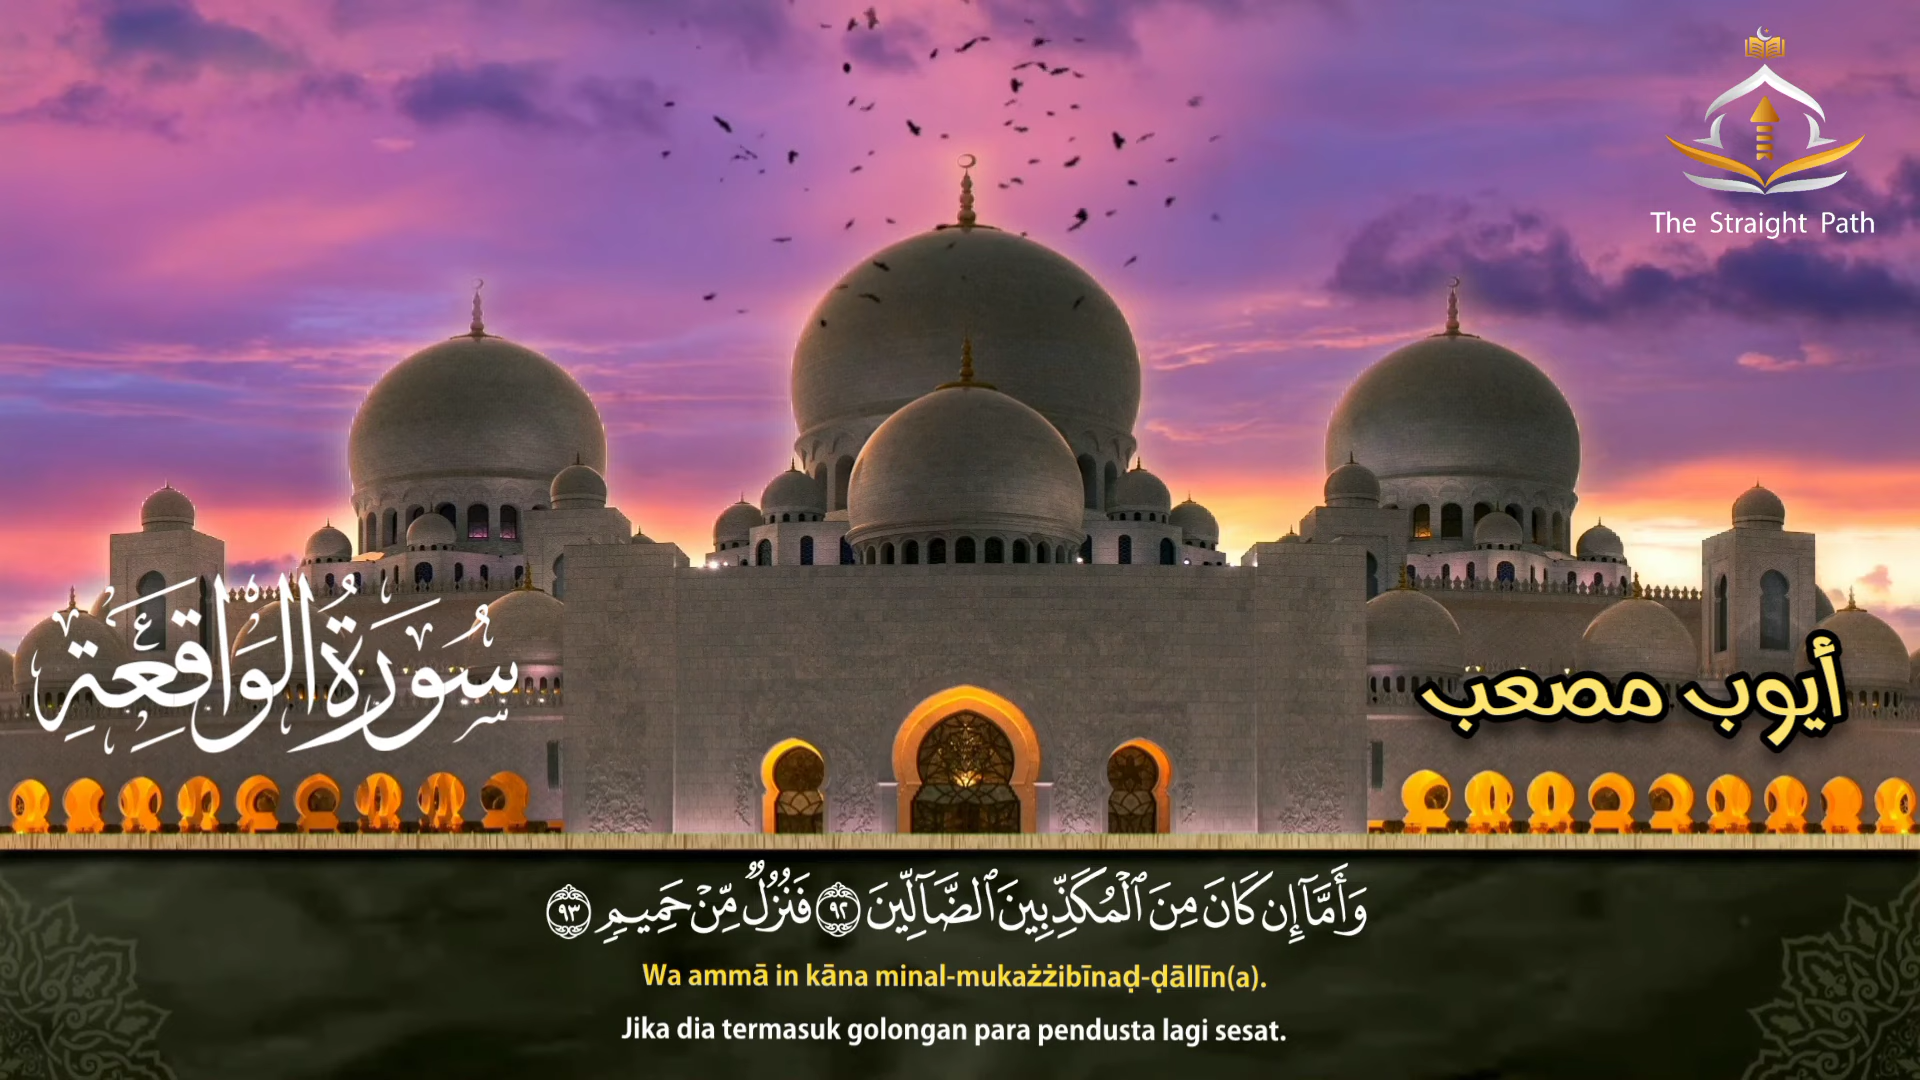 The Straight Path
سُورَةُ الوَاقِعَةِ
أيوب مصعب
وَأَمَّآ إِن كَانَ مِنَ ٱلْمُكَذِّبِينَ ٱلضَّآلِّينَ ٩٢ فَنُزُلٌ مِّنْ حَمِيمٍ ٩٣
Wa ammā in kāna minal-mukażżibīnaḍ-ḍāllīn(a).
Jika dia termasuk golongan para pendusta lagi sesat.